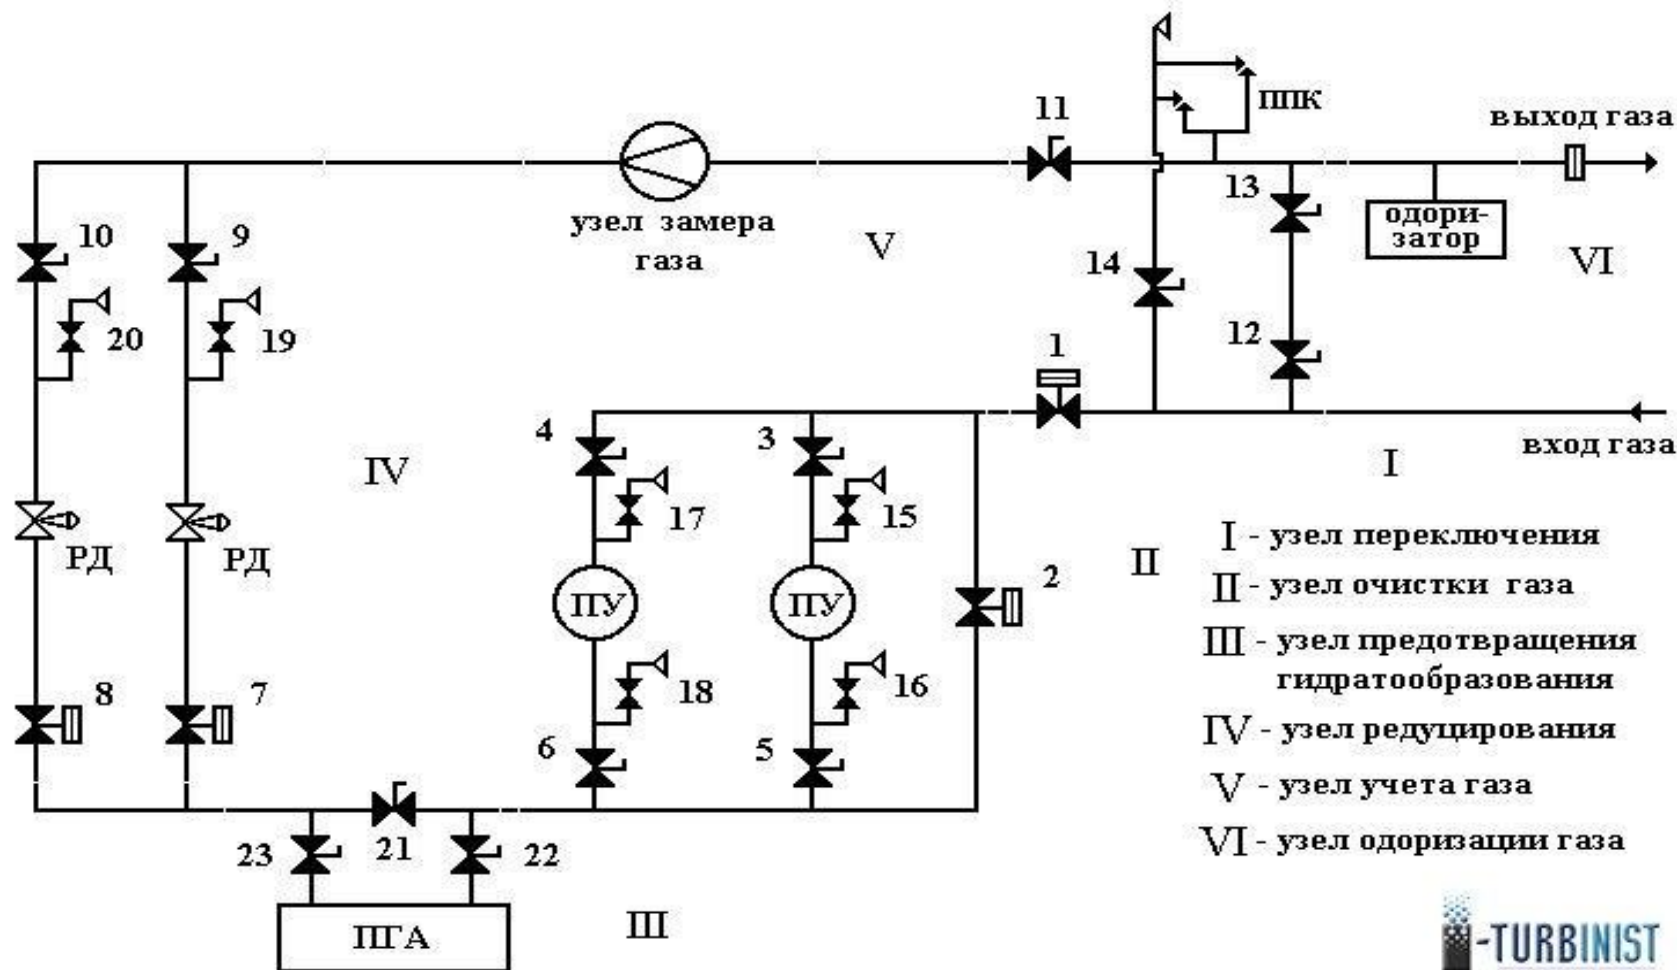 ППК
11
выход газа
13
узел замера
газа
10
9
V
одори-
затор
VI
14
20
19
12
1
4
3
вход газа
IV
I
17
15
I - узел переключения
РД
РД
II
2
II - узел очистки газа
ПУ
ПУ
III - узел предотвращения
гидратообразования
8
7
18
16
IV - узел редуцирования
6
5
V - узел учета газа
23
21
22
VI - узел одоризации газа
ПГА
III
-TURBINIST